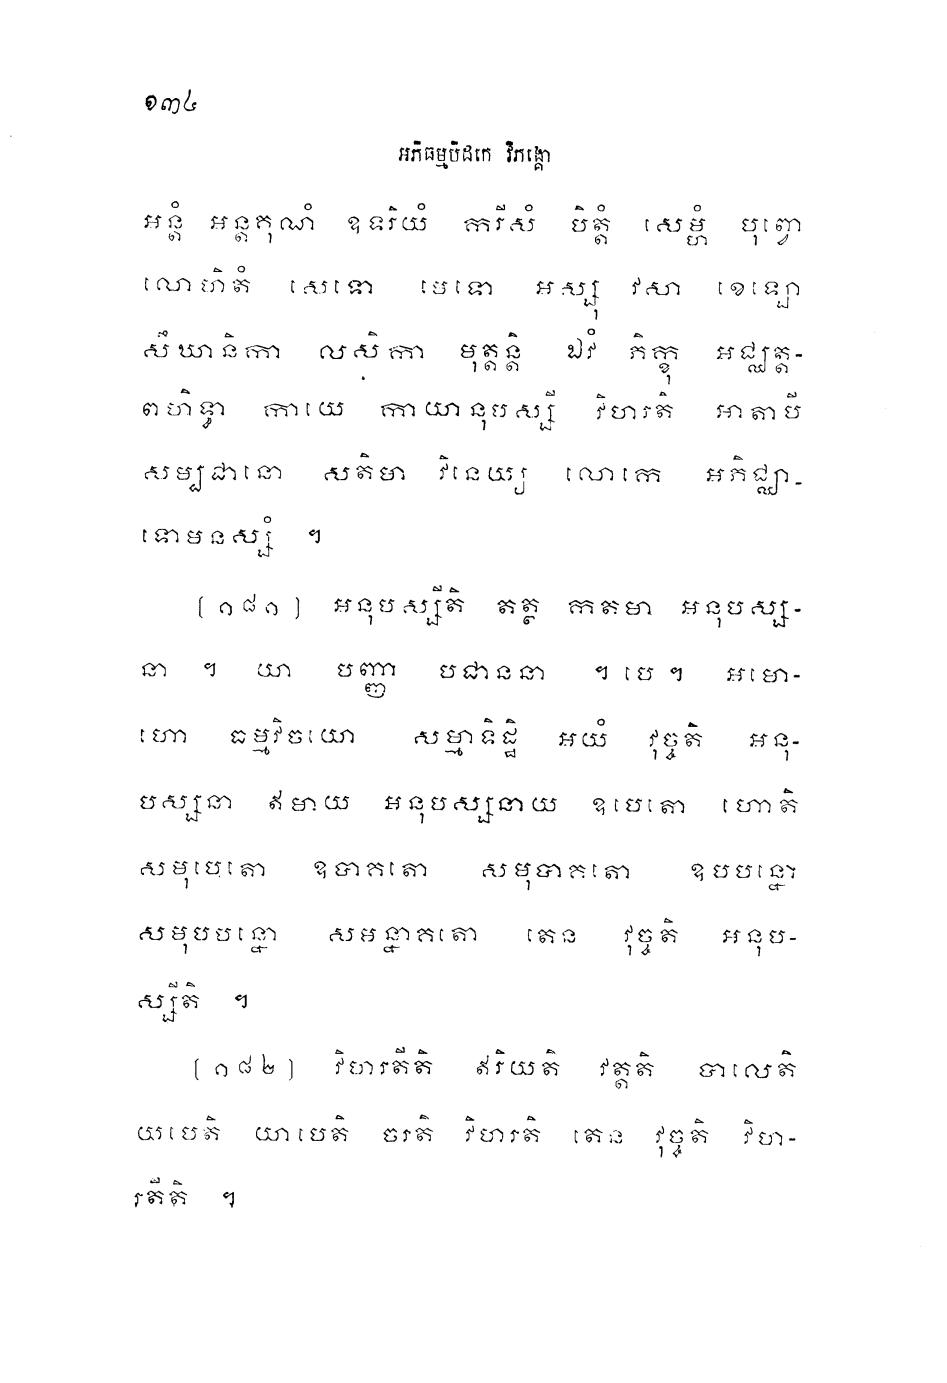 ១៣៤
អភិធម្មបិដកេ វិភង្គោ
អន្តំ អន្តគុណំ ឧទរិយំ ករីសំ បិត្តំ សេម្ហំ បុព្វោ
លោហិតំ សេទោ មេទោ អស្សុ វសា ខេឡោ
សឹឃានិកា លសិកា មុត្តន្តិ ឯវំ ភិក្ខុ អជ្ឈត្ត-
ពហិទ្ធា កាយេ កាយានុបស្សី វិហរតិ អាតាបី
សម្បជានោ សតិមា វិនេយ្យ លោកេ អភិជ្ឈា-
ទោមនស្សំ ។
(១៨១) អនុបស្សីតិ តត្ថ កតមា អនុបស្ស-
នា ។ យា បញ្ញា បជាននា ។ បេ ។ អមោ-
ហោ ធម្មវិចយោ សម្មាទិដ្ឋិ អយំ វុច្ចតិ អនុ-
បស្សនា ឥមាយ អនុបស្សនាយ ឧបេតោ ហោតិ
សមុបេតោ ឧបាគតោ សមុបាគតោ ឧបបន្នោ
សមុបបន្នោ សមន្នាគតោ តេន វុច្ចតិ អនុប-
ស្សីតិ ។
(១៨២) វិហរតីតិ ឥរិយតិ វត្តតិ បាលេតិ
យបេតិ យាបេតិ ចរតិ វិហរតិ តេន វុច្ចតិ វិហ-
រតីតិ ។